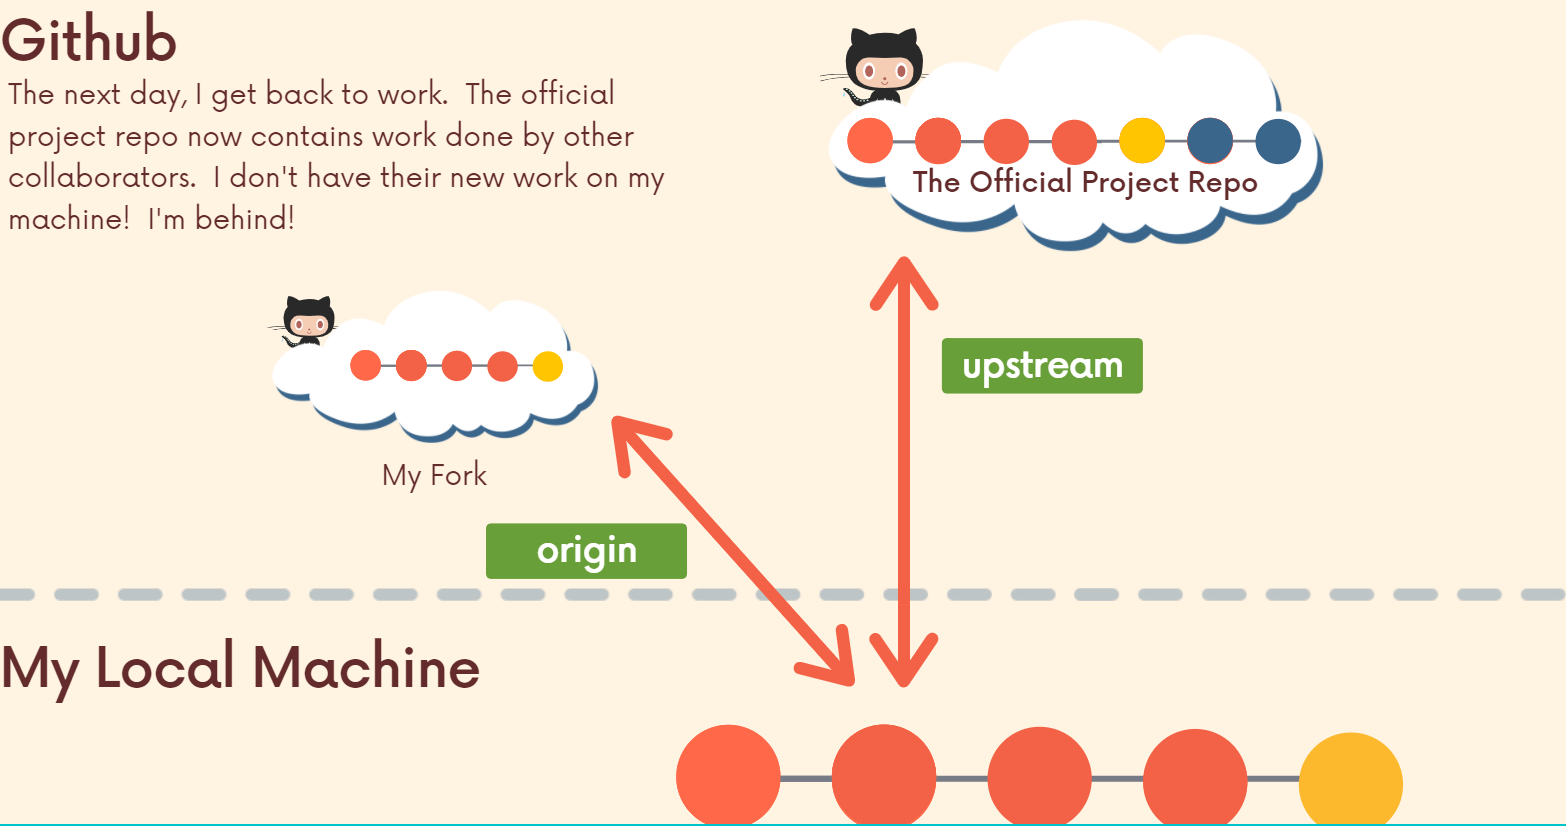 Github
The next day, I get back to work. The official
project repo now contains work done by other
collaborators. I don't have their new work on my
machine! I'm behind!
The Official Project Repo
upstream
My Fork
origin
My Local Machine